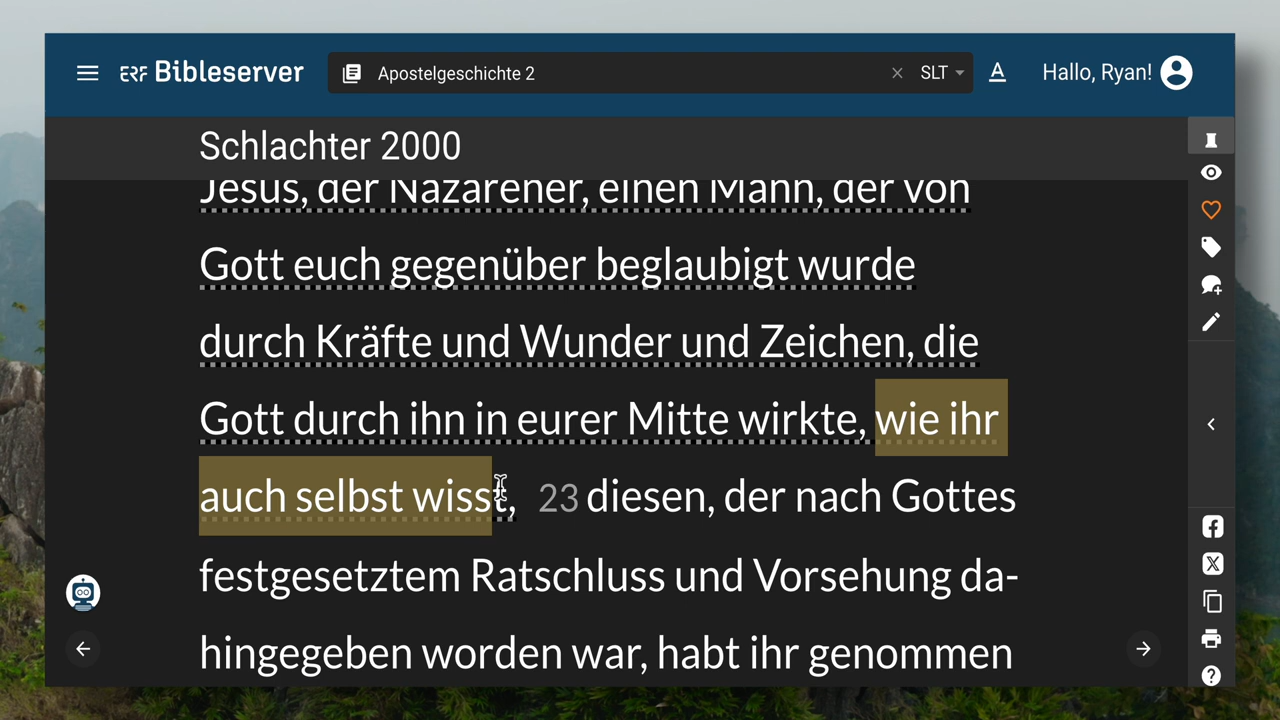 ERF Bibleserver
Apostelgeschichte 2
SLT
Hallo, Ryan!
Schlachter 2000
Jesus, der Nazarener, einen Mann, der von
Gott euch gegenüber beglaubigt wurde
durch Kräfte und Wunder und Zeichen, die
Gott durch ihn in eurer Mitte wirkte, wie ihr
auch selbst wisst, 23 diesen, der nach Gottes
festgesetztem Ratschluss und Vorsehung da-
hingegeben worden war, habt ihr genommen